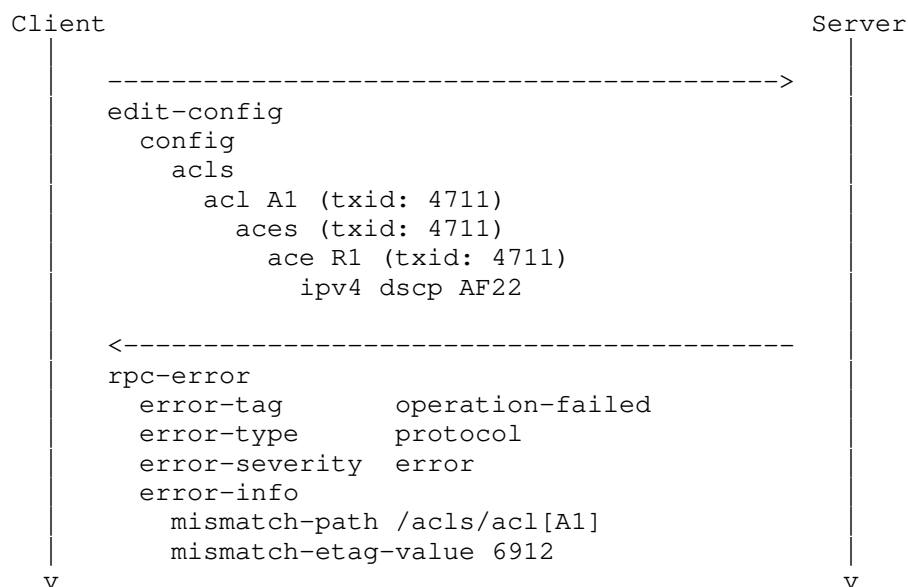 Client Server
------------------------------------------>
edit-config
config
acls
acl A1 (txid: 4711)
aces (txid: 4711)
ace R1 (txid: 4711)
ipv4 dscp AF22
<------------------------------------------
rpc-error
error-tag operation-failed
error-type protocol
error-severity error
error-info
mismatch-path /acls/acl[A1]
mismatch-etag-value 6912
v v